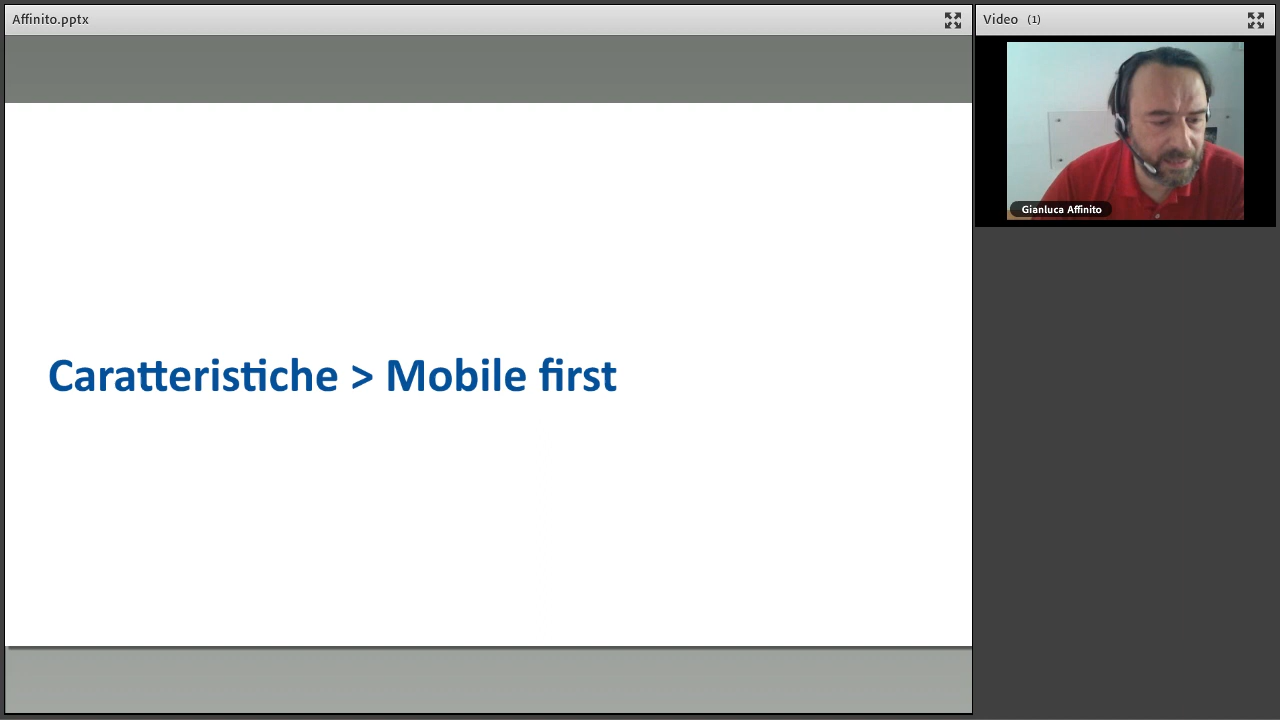 Affinito.pptx
Video (1)
Gianluca Affinito
Caratteristiche > Mobile first